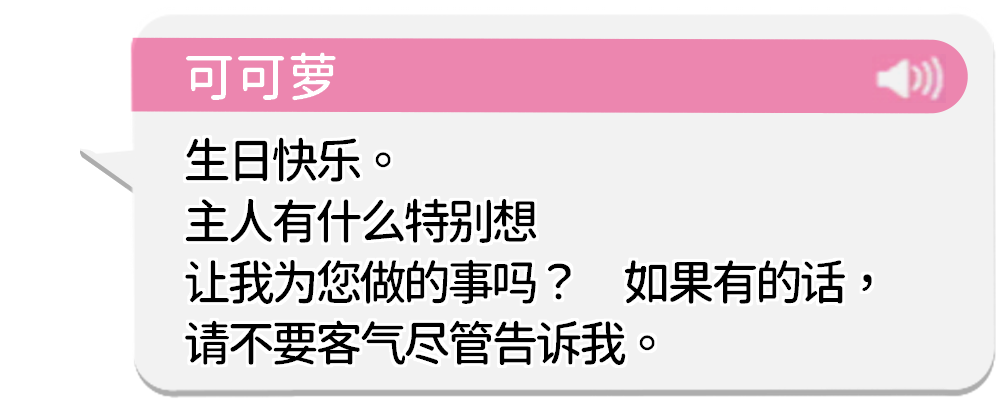 可可萝
生日快乐。
主人有什么特别想
让我为您做的事吗？　如果有的话，
请不要客气尽管告诉我。